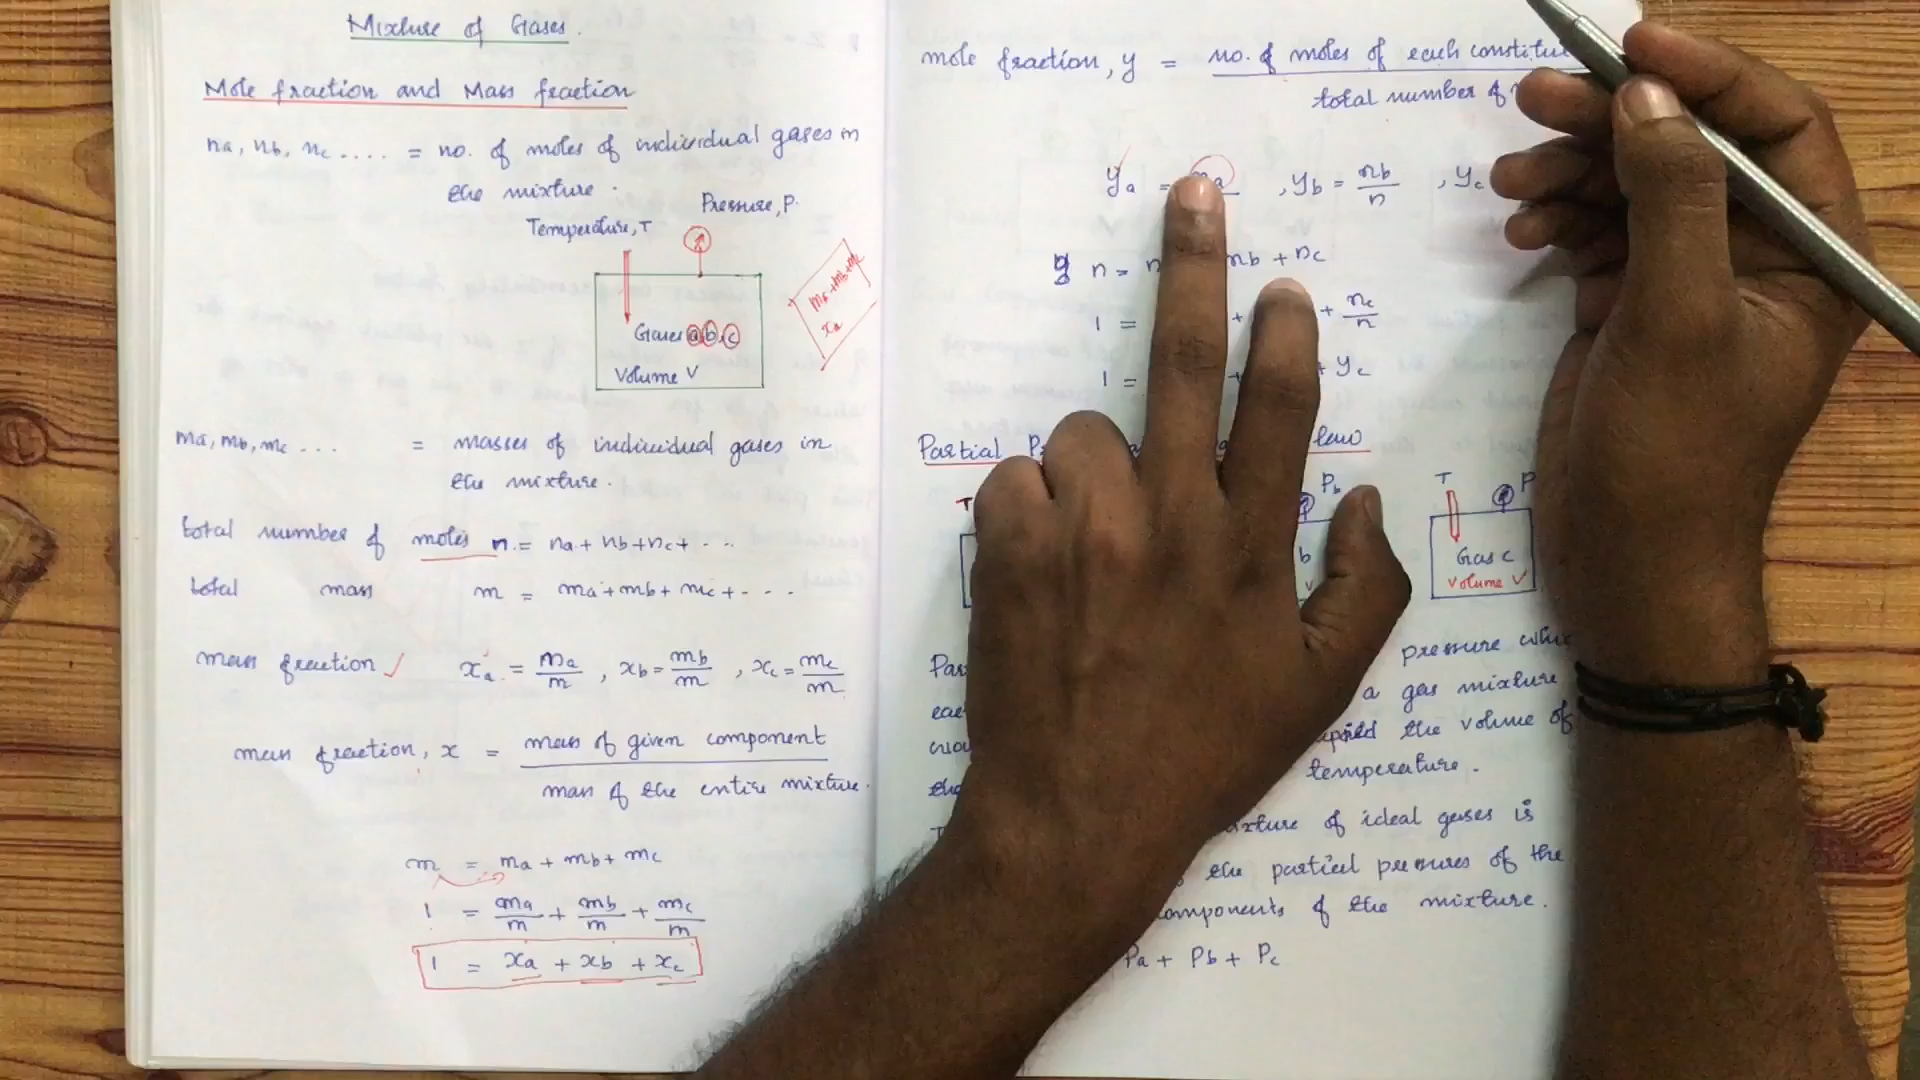 Mixture of Gases.
Mole fraction and Mass fraction
na, nb, nc .... = no. of moles of individual gases in
the mixture.
Pressure, P.
Temperature, T
Gases a, b, c
Volume V
ma+mb+mc
xa
ma, mb, mc ... = masses of individual gases in
the mixture.
total number of moles n = na + nb + nc + ...
total mass m = ma + mb + mc + ...
mass fraction ✓ xa = ma/m , xb = mb/m , xc = mc/m
mass fraction, x = mass of given component
mass of the entire mixture.
m = ma + mb + mc
1 = ma/m + mb/m + mc/m
1 = xa + xb + xc
mole fraction, y = no. of moles of each
total number of
ya = na , yb = nb/n , yc
n = nb + nc
1 = + + nc/n
1 = + + yc
Partial law
T Pb T P
b Gas c
V Volume V
pressure
a gas mixture
the volume of
temperature.
of ideal gases is
the partial pressures of the
components of the mixture.
Pa + Pb + Pc